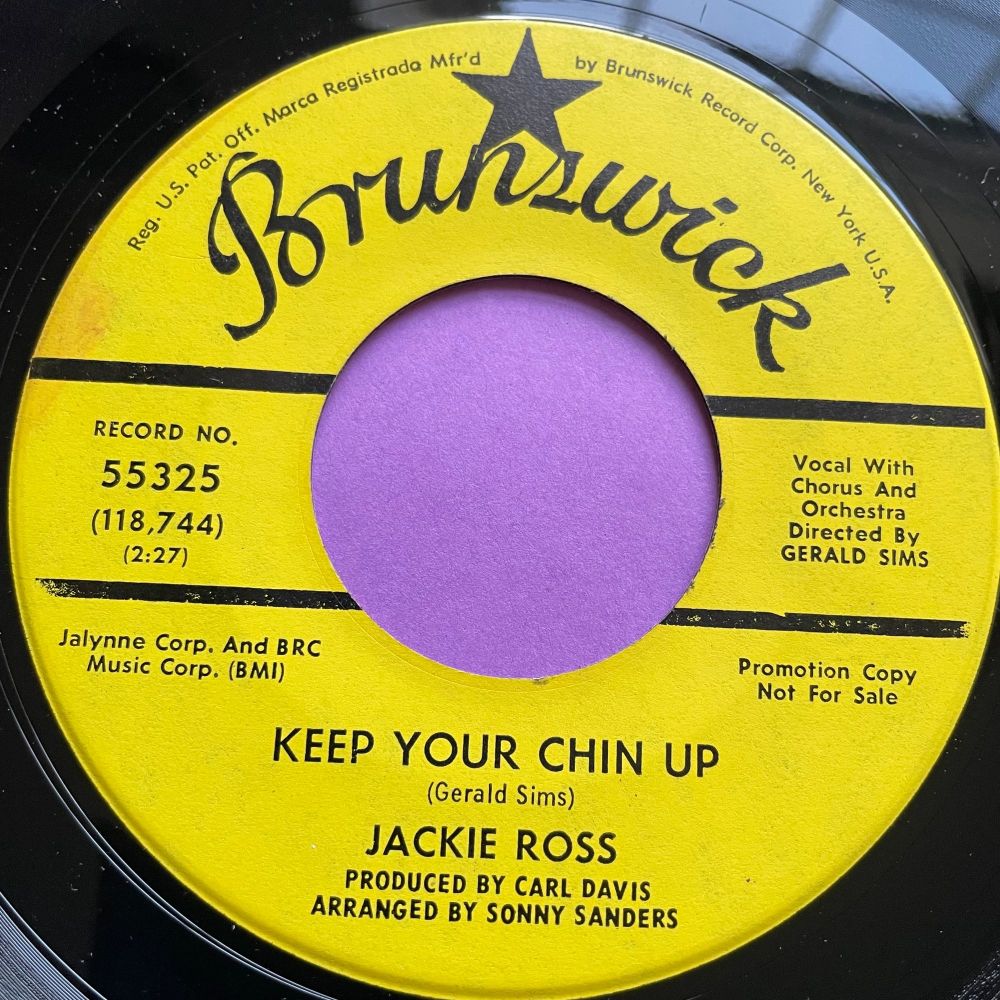 Reg. U.S. Pat. Off. Marca Registrada Mfr'd by Brunswick Record Corp. New York U.S.A.
Brunswick
RECORD NO.
55325
(118,744)
(2:27)
Vocal With
Chorus And
Orchestra
Directed By
GERALD SIMS
Jalynne Corp. And BRC
Music Corp. (BMI)
Promotion Copy
Not For Sale
KEEP YOUR CHIN UP
(Gerald Sims)
JACKIE ROSS
PRODUCED BY CARL DAVIS
ARRANGED BY SONNY SANDERS